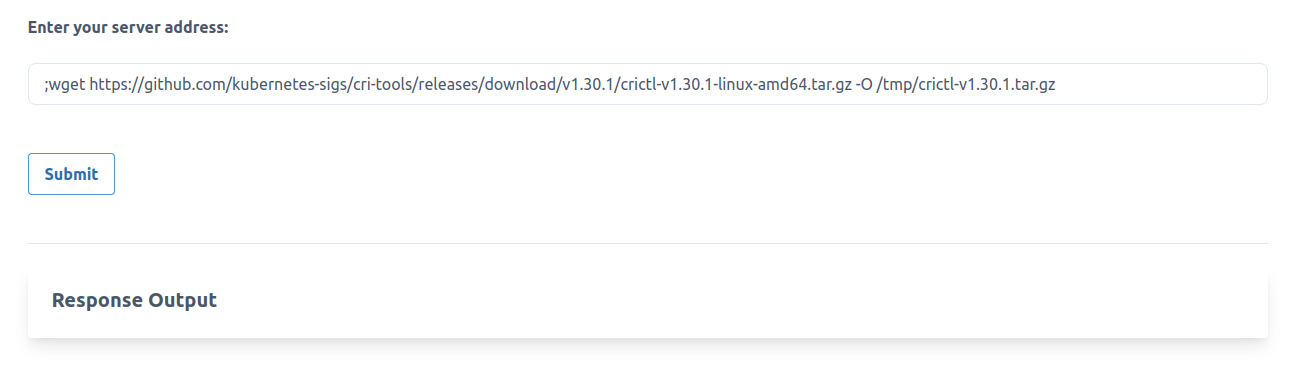 Enter your server address:
;wget https://github.com/kubernetes-sigs/cri-tools/releases/download/v1.30.1/crictl-v1.30.1-linux-amd64.tar.gz -O /tmp/crictl-v1.30.1.tar.gz
Submit
Response Output